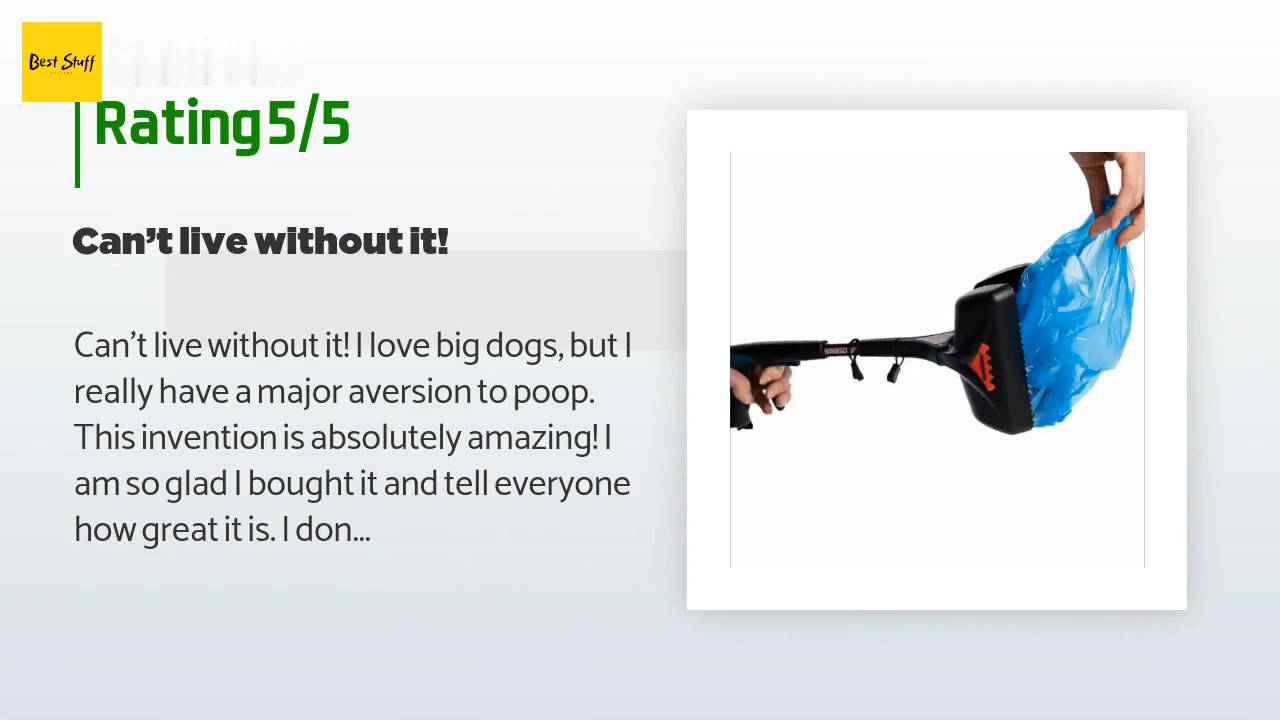 Best Stuff
Rating 5/5
Can't live without it!
Can't live without it! I love big dogs, but I
really have a major aversion to poop.
This invention is absolutely amazing! I
am so glad I bought it and tell everyone
how great it is. I don...